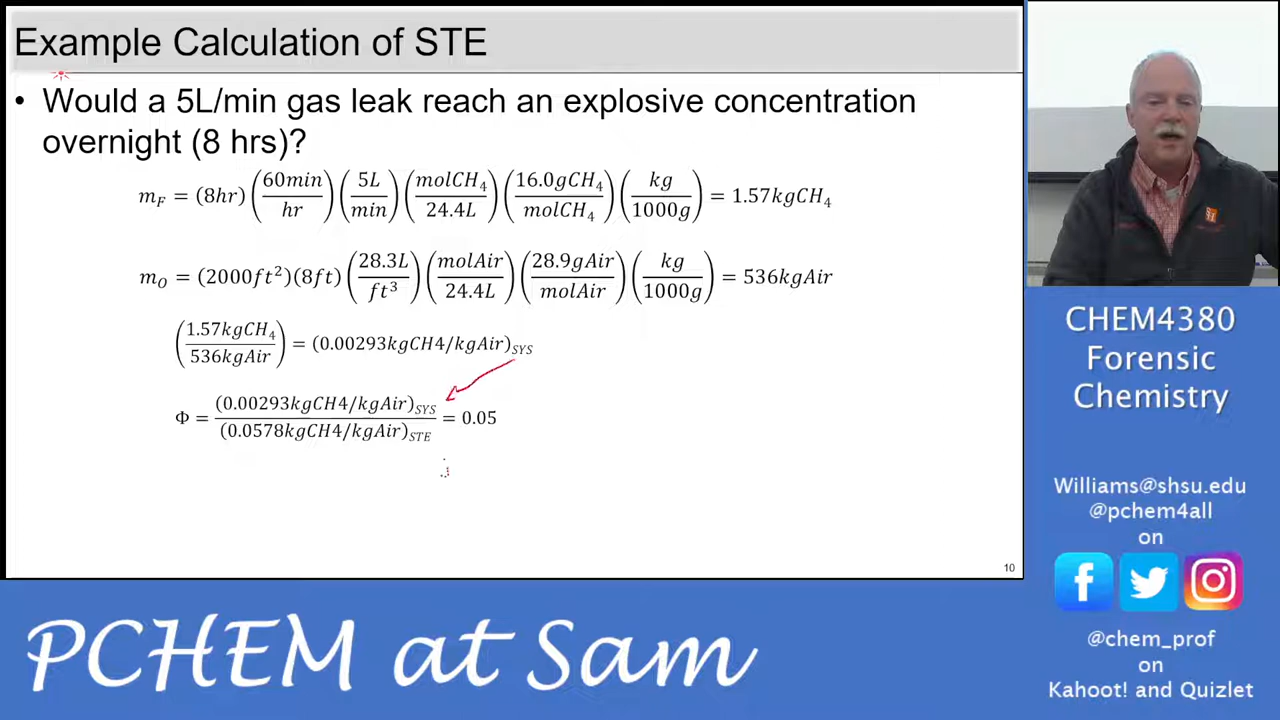 Example Calculation of STE
• Would a 5L/min gas leak reach an explosive concentration
overnight (8 hrs)?
m_F = (8hr) (60min/hr) (5L/min) (molCH₄/24.4L) (16.0gCH₄/molCH₄) (kg/1000g) = 1.57kgCH₄
m_O = (2000ft²)(8ft) (28.3L/ft³) (molAir/24.4L) (28.9gAir/molAir) (kg/1000g) = 536kgAir
(1.57kgCH₄/536kgAir) = (0.00293kgCH4/kgAir)_SYS
Φ = (0.00293kgCH4/kgAir)_SYS/(0.0578kgCH4/kgAir)_STE = 0.05
10
CHEM4380
Forensic
Chemistry
Williams@shsu.edu
@pchem4all
on
@chem_prof
on
Kahoot! and Quizlet
PCHEM at Sam